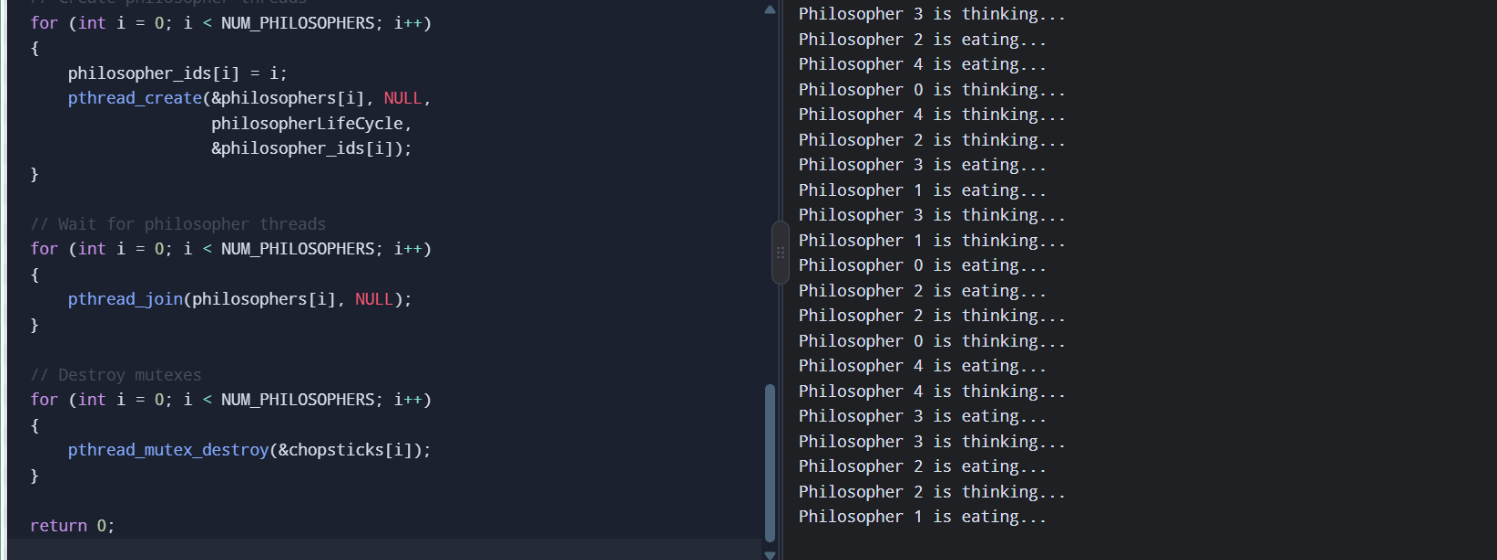 // Create philosopher threads
for (int i = 0; i < NUM_PHILOSOPHERS; i++)
{
    philosopher_ids[i] = i;
    pthread_create(&philosophers[i], NULL,
                   philosopherLifeCycle,
                   &philosopher_ids[i]);
}
// Wait for philosopher threads
for (int i = 0; i < NUM_PHILOSOPHERS; i++)
{
    pthread_join(philosophers[i], NULL);
}
// Destroy mutexes
for (int i = 0; i < NUM_PHILOSOPHERS; i++)
{
    pthread_mutex_destroy(&chopsticks[i]);
}
return 0;
Philosopher 3 is thinking...
Philosopher 2 is eating...
Philosopher 4 is eating...
Philosopher 0 is thinking...
Philosopher 4 is thinking...
Philosopher 2 is thinking...
Philosopher 3 is eating...
Philosopher 1 is eating...
Philosopher 3 is thinking...
Philosopher 1 is thinking...
Philosopher 0 is eating...
Philosopher 2 is eating...
Philosopher 2 is thinking...
Philosopher 0 is thinking...
Philosopher 4 is eating...
Philosopher 4 is thinking...
Philosopher 3 is eating...
Philosopher 3 is thinking...
Philosopher 2 is eating...
Philosopher 2 is thinking...
Philosopher 1 is eating...